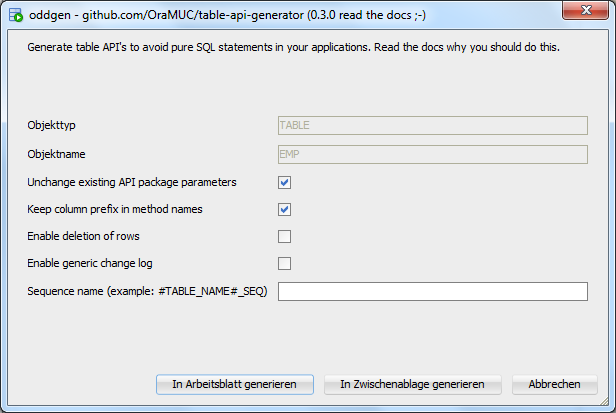 oddgen - github.com/OraMUC/table-api-generator (0.3.0 read the docs ;-)
Generate table API's to avoid pure SQL statements in your applications. Read the docs why you should do this.
Objekttyp TABLE
Objektname EMP
Unchange existing API package parameters
Keep column prefix in method names
Enable deletion of rows
Enable generic change log
Sequence name (example: #TABLE_NAME#_SEQ)
In Arbeitsblatt generieren In Zwischenablage generieren Abbrechen